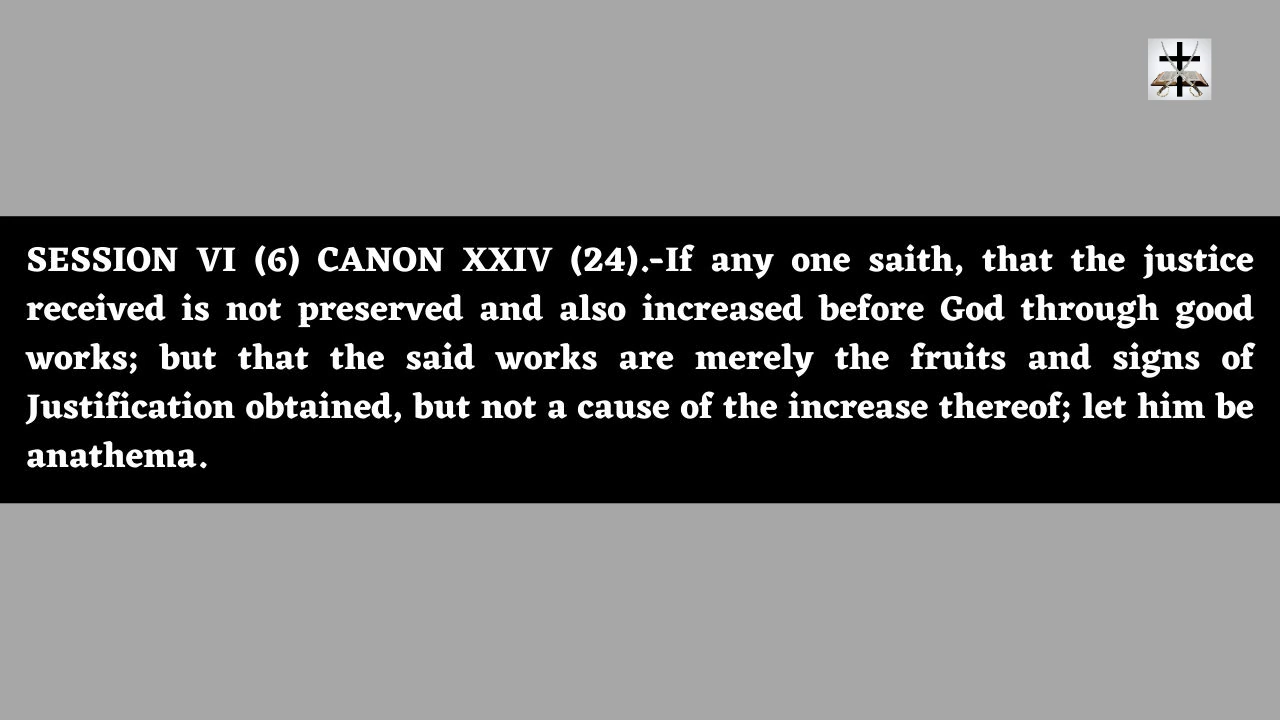 SESSION VI (6) CANON XXIV (24).-If any one saith, that the justice
received is not preserved and also increased before God through good
works; but that the said works are merely the fruits and signs of
Justification obtained, but not a cause of the increase thereof; let him be
anathema.